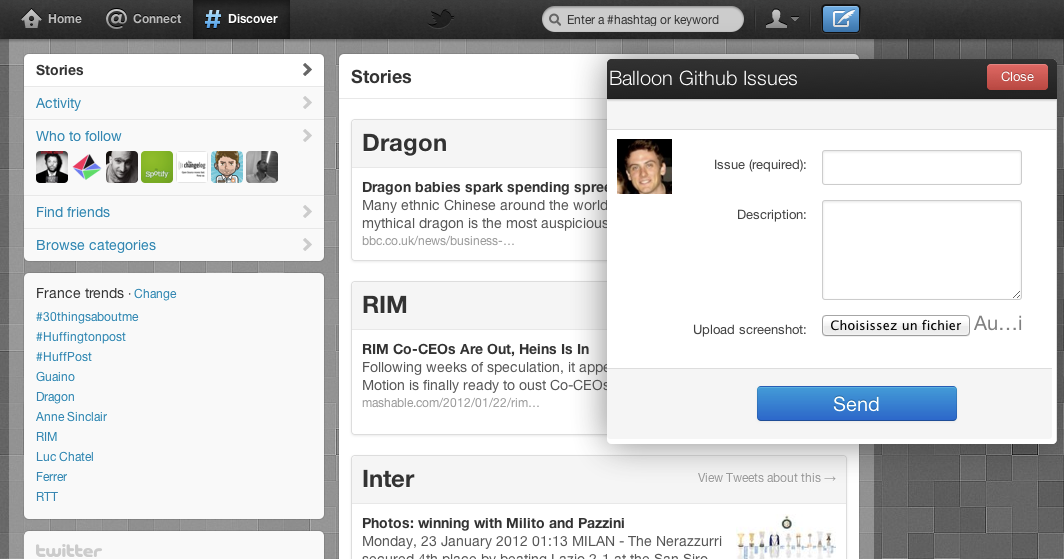 Home
Connect
Discover
Enter a #hashtag or keyword
Stories
Activity
Who to follow
Spotify
changelog
Find friends
Browse categories
France trends · Change
#30thingsaboutme
#Huffingtonpost
#HuffPost
Guaino
Dragon
Anne Sinclair
RIM
Luc Chatel
Ferrer
RTT
twitter
Stories
Dragon
Dragon babies spark spending spree
Many ethnic Chinese around the world
mythical dragon is the most auspicious
bbc.co.uk/news/business-…
RIM
RIM Co-CEOs Are Out, Heins Is In
Following weeks of speculation, it appe
Motion is finally ready to oust Co-CEOs
mashable.com/2012/01/22/rim…
Inter
View Tweets about this →
Photos: winning with Milito and Pazzini
Monday, 23 January 2012 01:13 MILAN - The Nerazzurri
secured 4th place by beating Lazio 2-1 at the San Siro
Balloon Github Issues
Close
Issue (required):
Description:
Upload screenshot:
Choisissez un fichier
Au…i
Send